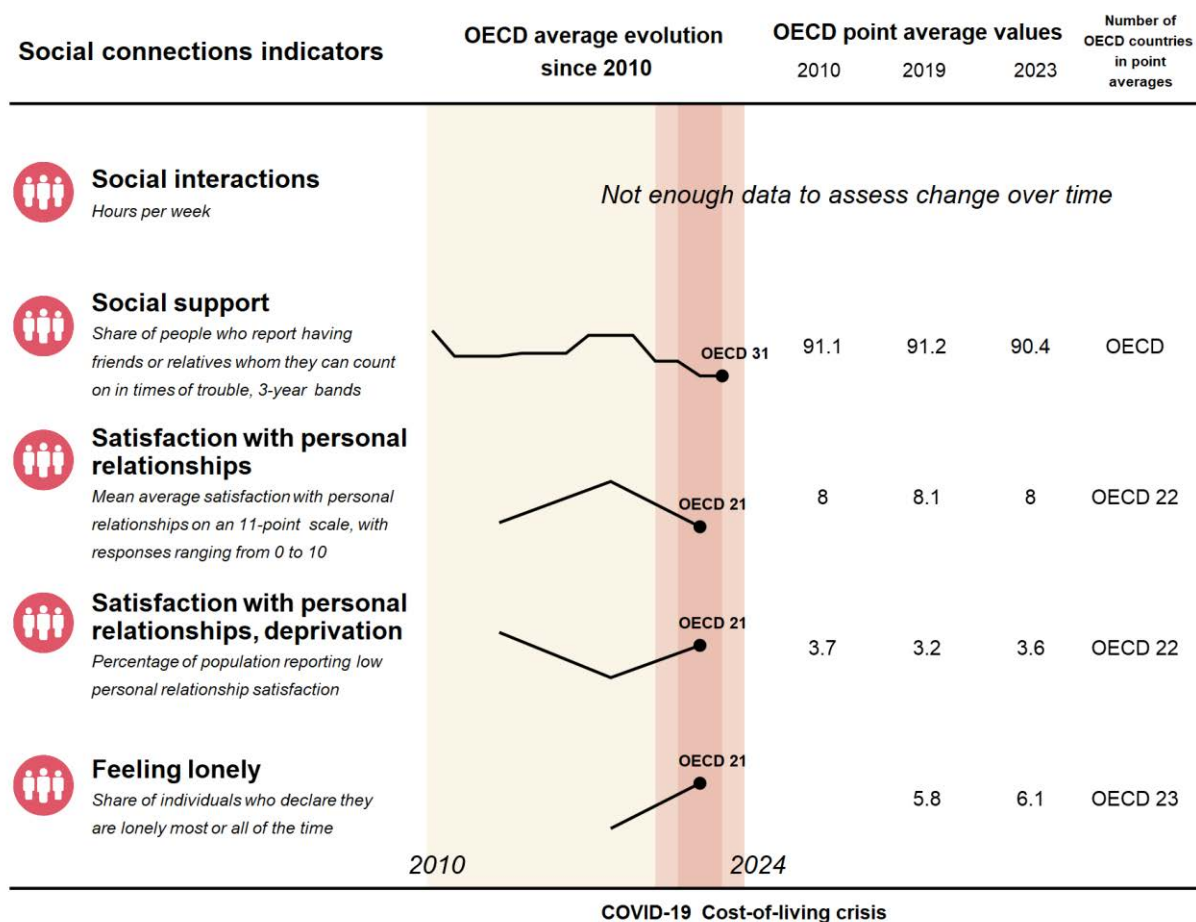 Social connections indicators
OECD average evolution
since 2010
OECD point average values
2010 2019 2023
Number of
OECD countries
in point
averages
Social interactions
Hours per week
Not enough data to assess change over time
Social support
Share of people who report having
friends or relatives whom they can count
on in times of trouble, 3-year bands
OECD 31
91.1 91.2 90.4 OECD
Satisfaction with personal
relationships
Mean average satisfaction with personal
relationships on an 11-point scale, with
responses ranging from 0 to 10
OECD 21
8 8.1 8 OECD 22
Satisfaction with personal
relationships, deprivation
Percentage of population reporting low
personal relationship satisfaction
OECD 21
3.7 3.2 3.6 OECD 22
Feeling lonely
Share of individuals who declare they
are lonely most or all of the time
OECD 21
5.8 6.1 OECD 23
2010 2024
COVID-19 Cost-of-living crisis